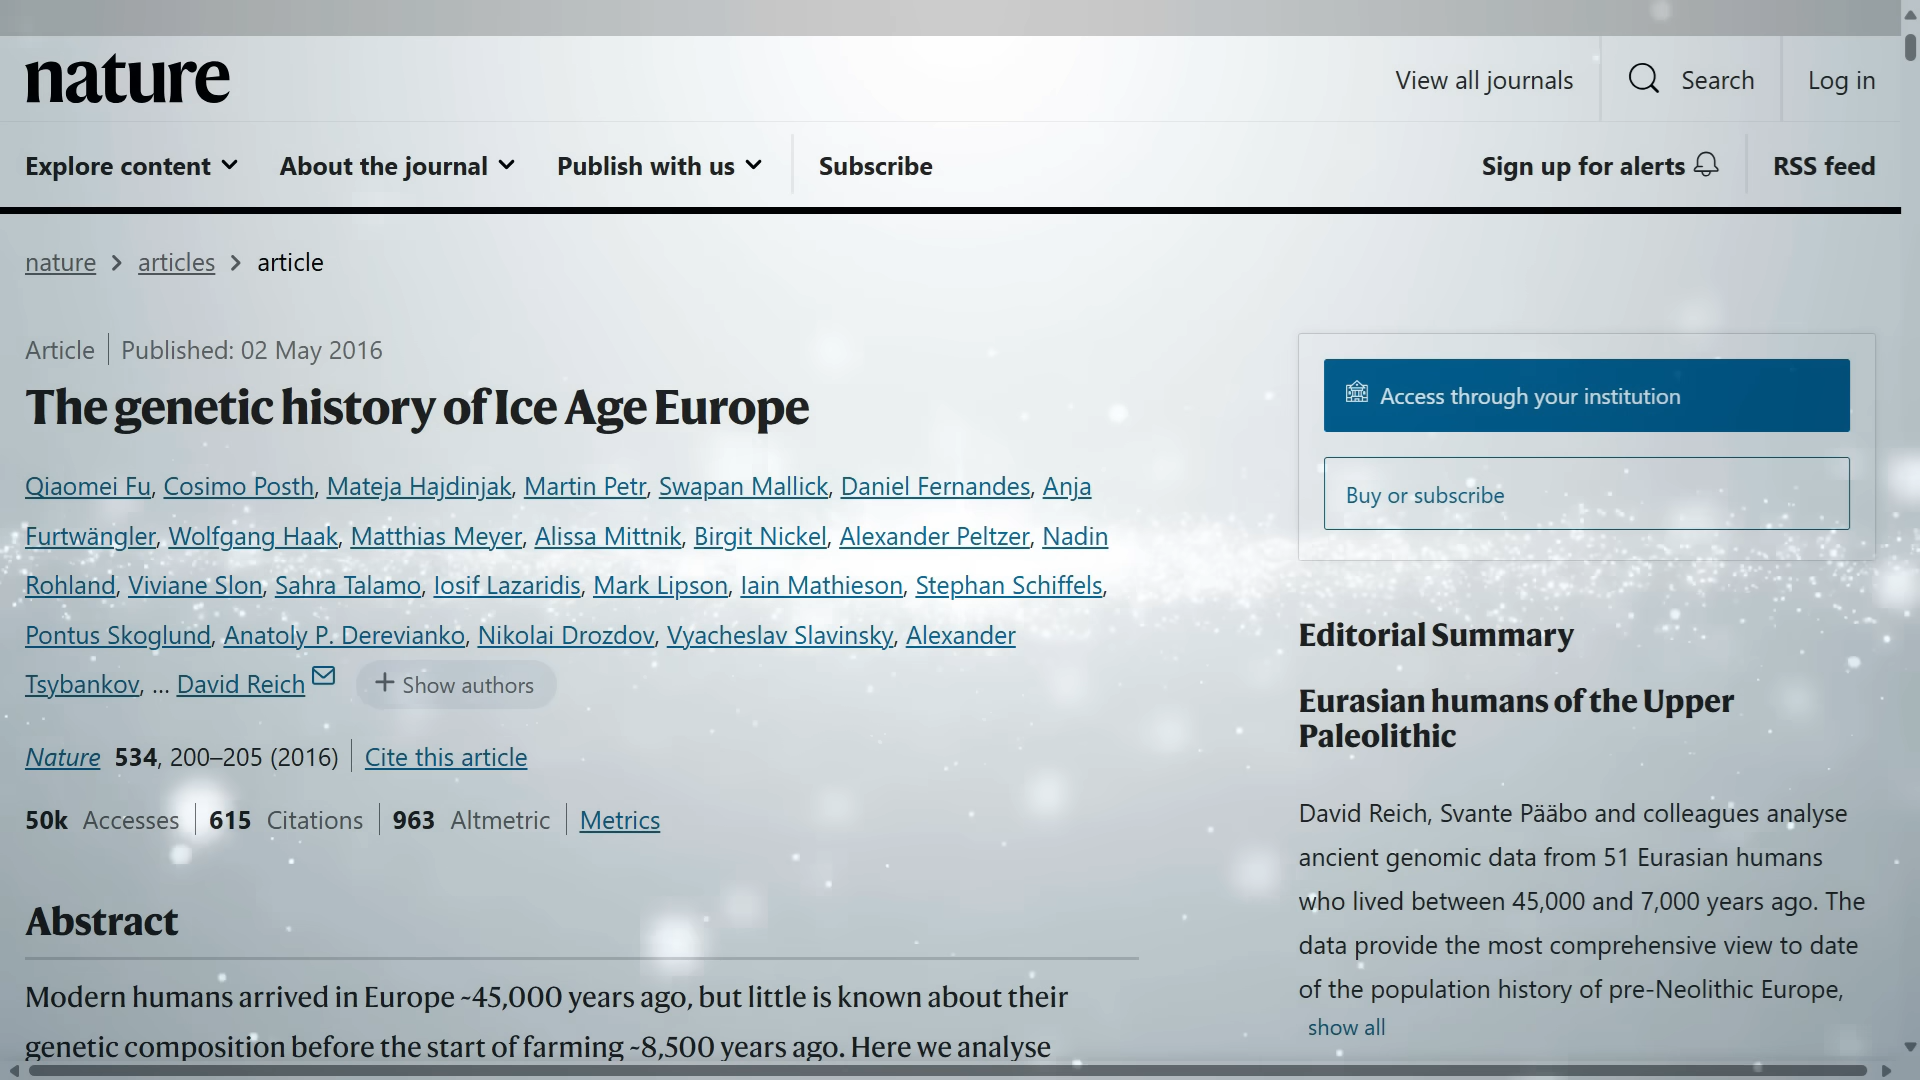 nature
View all journals
Search
Log in
Explore content
About the journal
Publish with us
Subscribe
Sign up for alerts
RSS feed
nature > articles > article
Article | Published: 02 May 2016
The genetic history of Ice Age Europe
Qiaomei Fu, Cosimo Posth, Mateja Hajdinjak, Martin Petr, Swapan Mallick, Daniel Fernandes, Anja
Furtwängler, Wolfgang Haak, Matthias Meyer, Alissa Mittnik, Birgit Nickel, Alexander Peltzer, Nadin
Rohland, Viviane Slon, Sahra Talamo, Iosif Lazaridis, Mark Lipson, Iain Mathieson, Stephan Schiffels,
Pontus Skoglund, Anatoly P. Derevianko, Nikolai Drozdov, Vyacheslav Slavinsky, Alexander
Tsybankov, ... David Reich
+ Show authors
Nature 534, 200–205 (2016) | Cite this article
50k Accesses | 615 Citations | 963 Altmetric | Metrics
Abstract
Modern humans arrived in Europe ~45,000 years ago, but little is known about their
genetic composition before the start of farming ~8,500 years ago. Here we analyse
Access through your institution
Buy or subscribe
Editorial Summary
Eurasian humans of the Upper
Paleolithic
David Reich, Svante Pääbo and colleagues analyse
ancient genomic data from 51 Eurasian humans
who lived between 45,000 and 7,000 years ago. The
data provide the most comprehensive view to date
of the population history of pre-Neolithic Europe,
show all